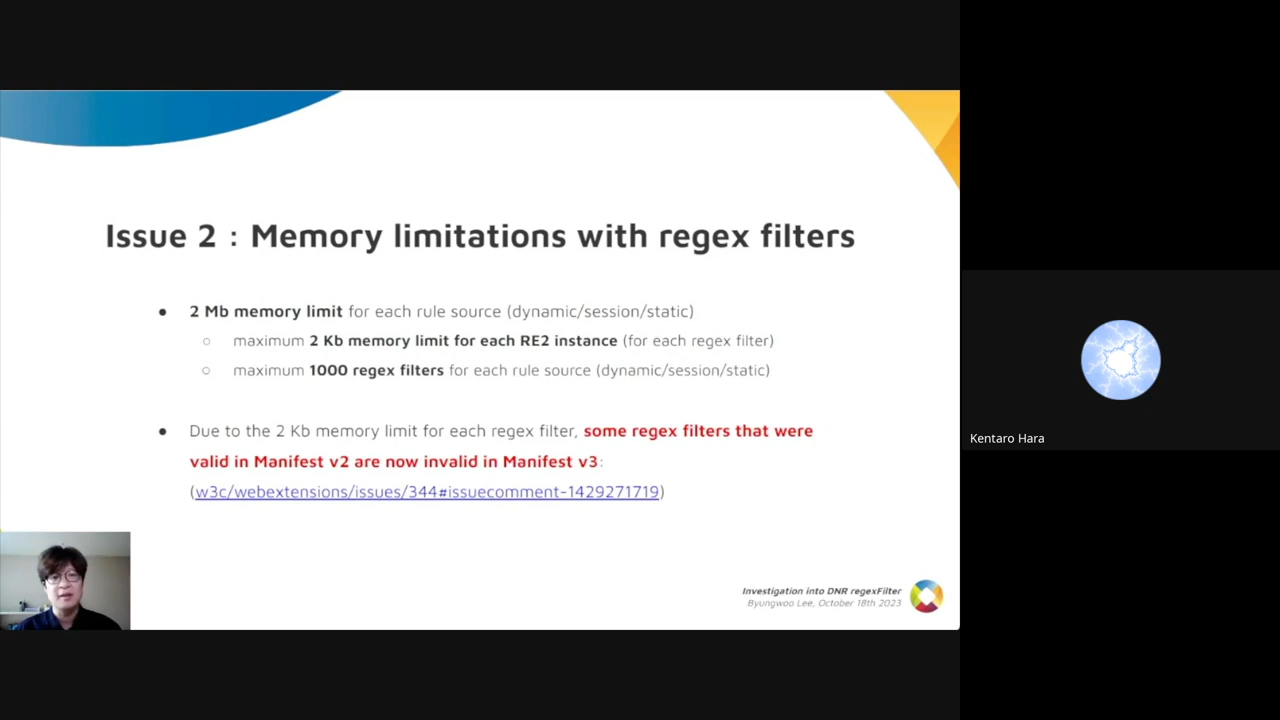 Issue 2 : Memory limitations with regex filters
● 2 Mb memory limit for each rule source (dynamic/session/static)
○ maximum 2 Kb memory limit for each RE2 instance (for each regex filter)
○ maximum 1000 regex filters for each rule source (dynamic/session/static)
● Due to the 2 Kb memory limit for each regex filter, some regex filters that were
valid in Manifest v2 are now invalid in Manifest v3:
(w3c/webextensions/issues/344#issuecomment-1429271719)
Investigation into DNR regexFilter
Byungwoo Lee, October 18th 2023
Kentaro Hara